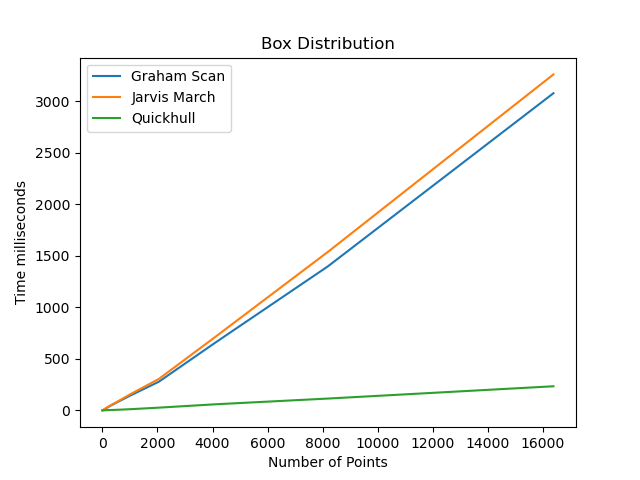 Box Distribution
Graham Scan
Jarvis March
Quickhull
Time milliseconds
3000
2500
2000
1500
1000
500
0
0 2000 4000 6000 8000 10000 12000 14000 16000
Number of Points